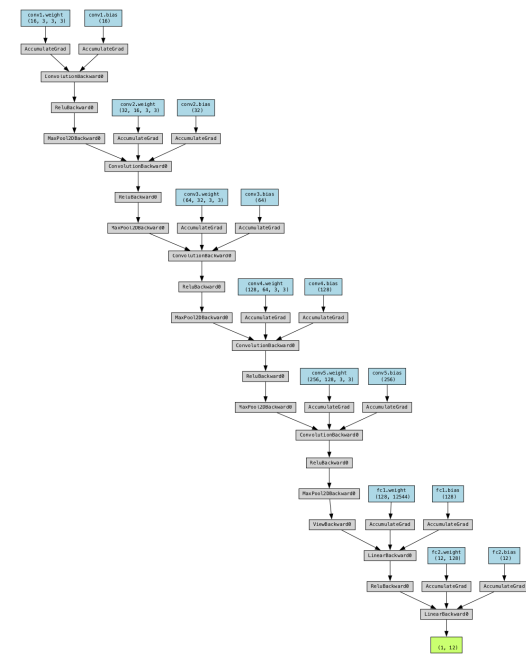 conv1.weight
(16, 3, 3, 3)
conv1.bias
(16)
AccumulateGrad
AccumulateGrad
ConvolutionBackward0
ReluBackward0
conv2.weight
(32, 16, 3, 3)
conv2.bias
(32)
MaxPool2DBackward0
AccumulateGrad
AccumulateGrad
ConvolutionBackward0
ReluBackward0
conv3.weight
(64, 32, 3, 3)
conv3.bias
(64)
MaxPool2DBackward0
AccumulateGrad
AccumulateGrad
ConvolutionBackward0
ReluBackward0
conv4.weight
(128, 64, 3, 3)
conv4.bias
(128)
MaxPool2DBackward0
AccumulateGrad
AccumulateGrad
ConvolutionBackward0
ReluBackward0
conv5.weight
(256, 128, 3, 3)
conv5.bias
(256)
MaxPool2DBackward0
AccumulateGrad
AccumulateGrad
ConvolutionBackward0
ReluBackward0
MaxPool2DBackward0
fc1.weight
(128, 12544)
fc1.bias
(128)
ViewBackward0
AccumulateGrad
AccumulateGrad
LinearBackward0
fc2.weight
(12, 128)
fc2.bias
(12)
ReluBackward0
AccumulateGrad
AccumulateGrad
LinearBackward0
(1, 12)